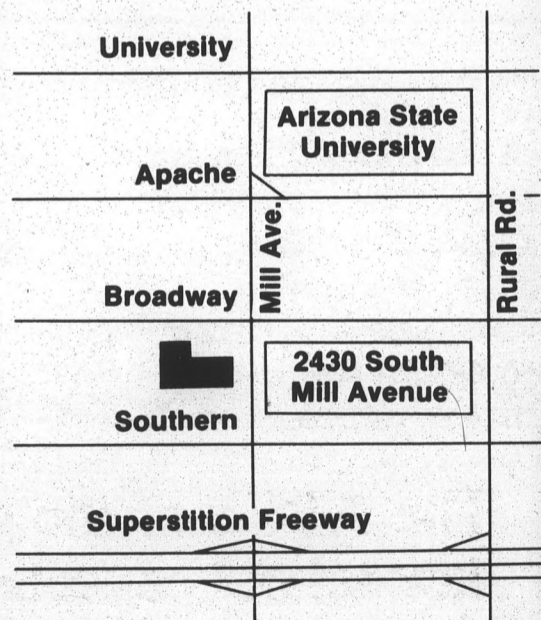 University
Arizona State
University
Apache
Mill Ave.
Rural Rd.
Broadway
2430 South
Mill Avenue
Southern
Superstition Freeway